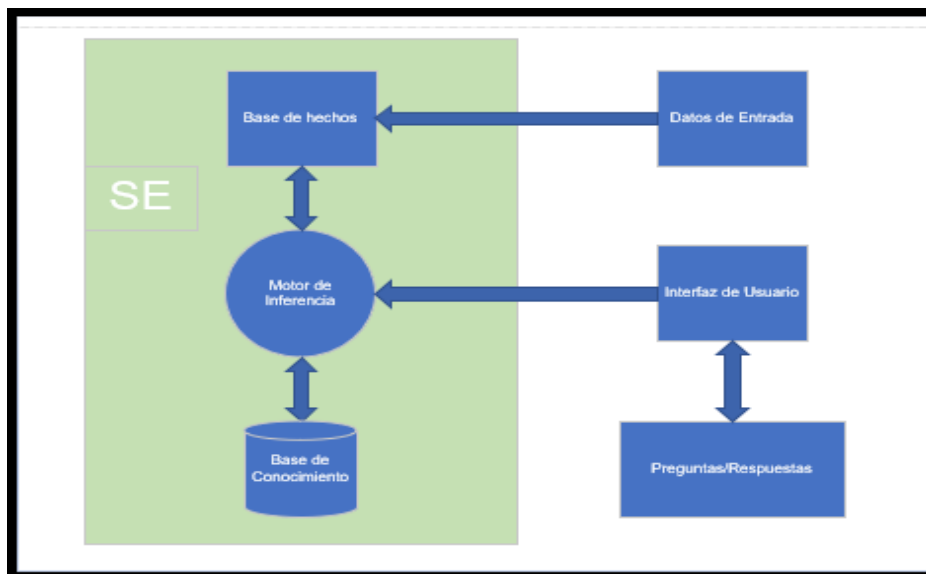 Base de hechos
Datos de Entrada
SE
Motor de
Inferencia
Interfaz de Usuario
Base de
Conocimiento
Preguntas/Respuestas